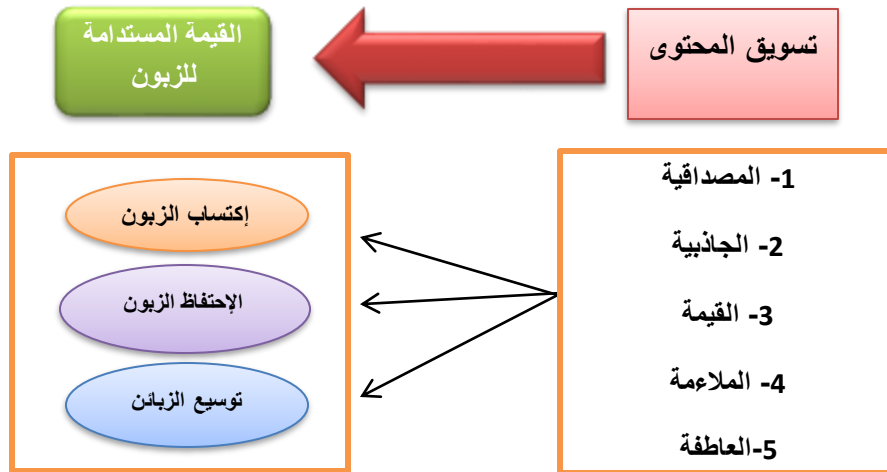 تسويق المحتوى
القيمة المستدامة
للزبون
1- المصداقية
2- الجاذبية
3- القيمة
4- الملاءمة
5-العاطفة
إكتساب الزبون
الإحتفاظ الزبون
توسيع الزبائن